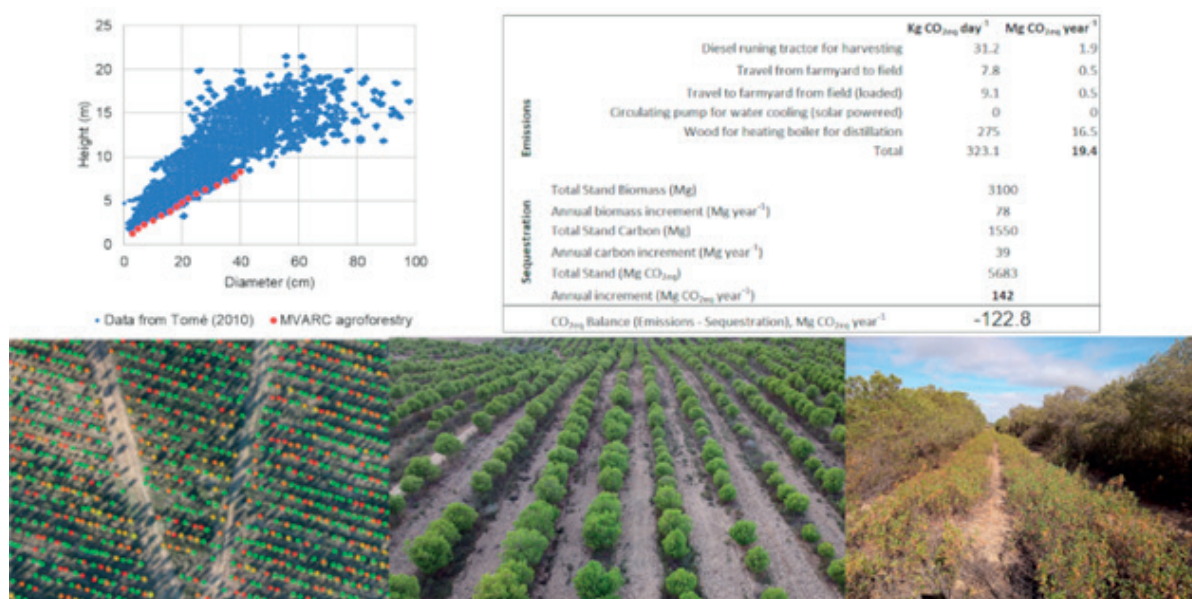 25
20
15
10
5
0
Height (m)
0 20 40 60 80 100
Diameter (cm)
Data from Tomé (2010) MVARC agroforestry
Kg CO₂eq day⁻¹ Mg CO₂eq year⁻¹
Emissions
Diesel runing tractor for harvesting 31.2 1.9
Travel from farmyard to field 7.8 0.5
Travel to farmyard from field (loaded) 9.1 0.5
Circulating pump for water cooling (solar powered) 0 0
Wood for heating boiler for distillation 275 16.5
Total 323.1 19.4
Sequestration
Total Stand Biomass (Mg) 3100
Annual biomass increment (Mg year⁻¹) 78
Total Stand Carbon (Mg) 1550
Annual carbon increment (Mg year⁻¹) 39
Total Stand (Mg CO₂eq) 5683
Annual increment (Mg CO₂eq year⁻¹) 142
CO₂eq Balance (Emissions - Sequestration), Mg CO₂eq year⁻¹ -122.8